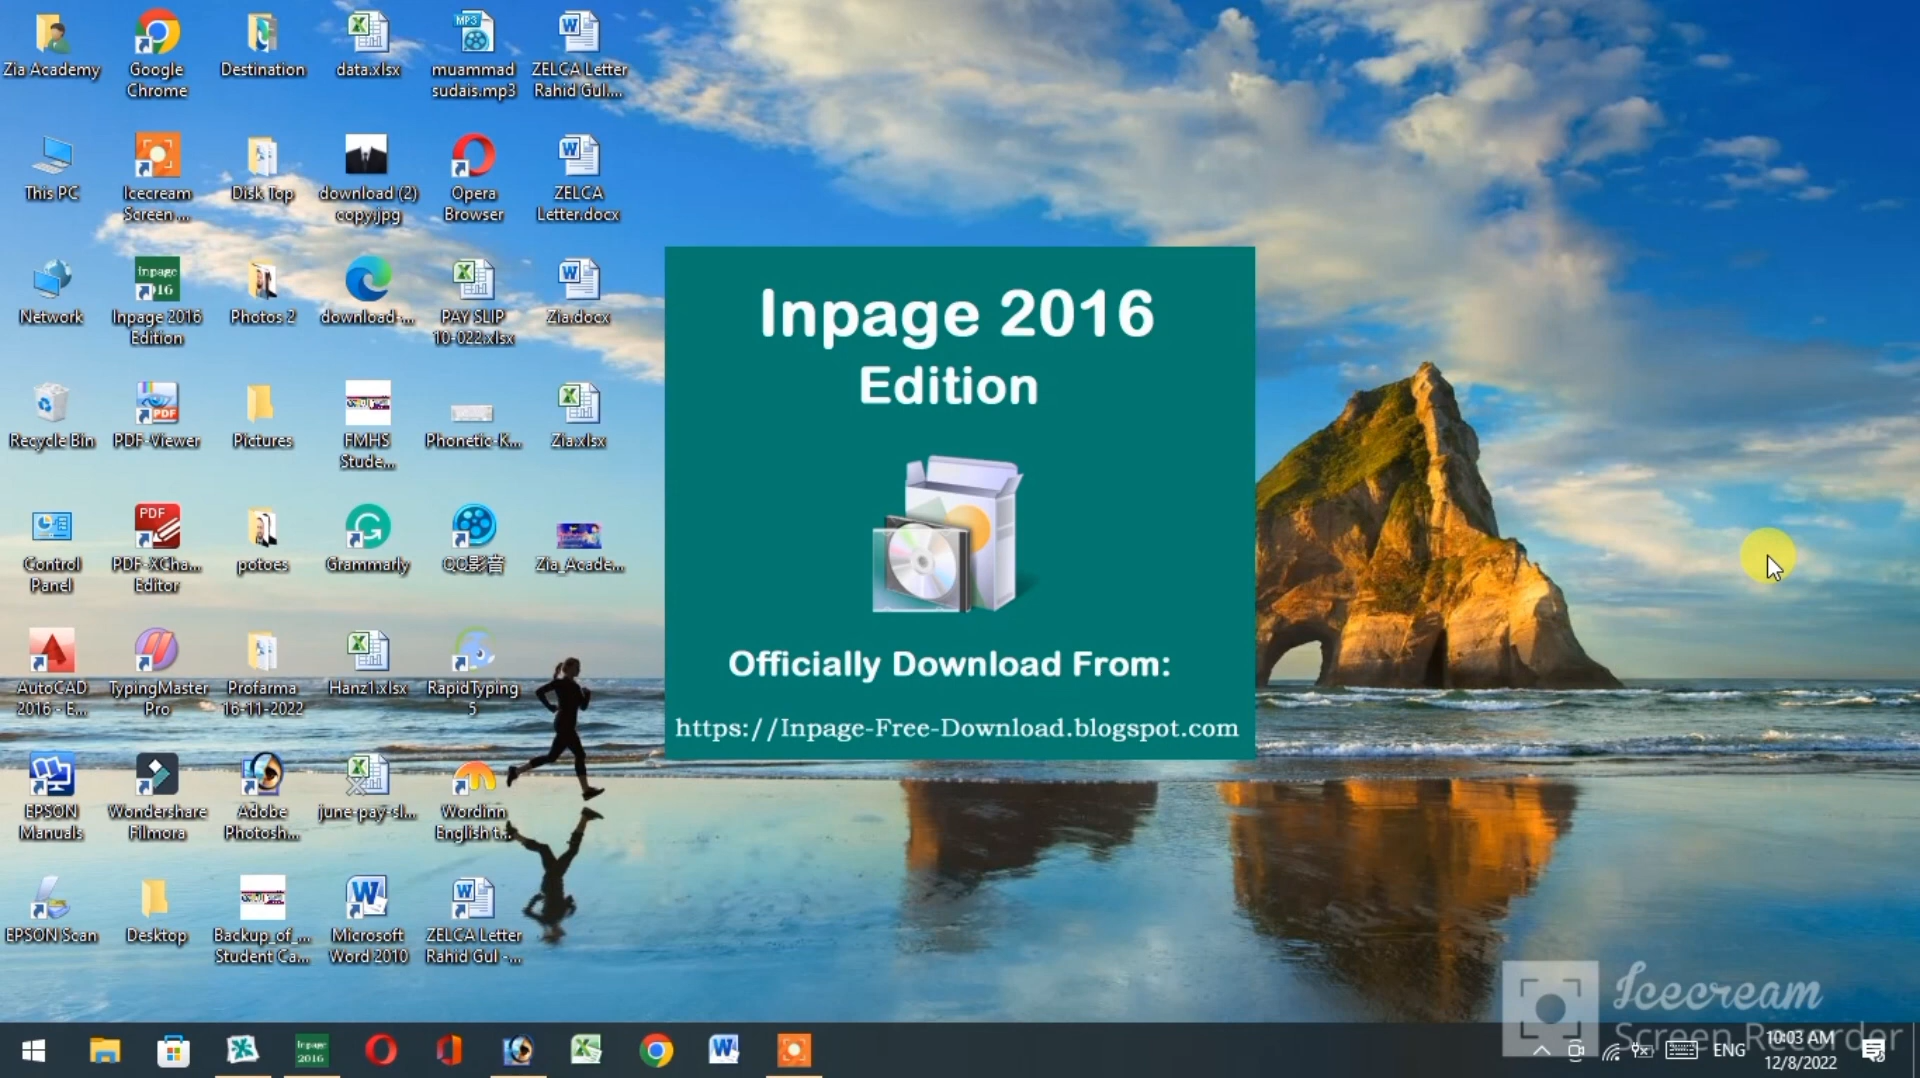 Zia Academy
Google
Chrome
Destination
data.xlsx
muammad
sudais.mp3
ZELCA Letter
Rahid Gul....
This PC
Icecream
Screen ...
Disk Top
download (2)
copy.jpg
Opera
Browser
ZELCA
Letter.docx
Network
inpage
2016
Inpage 2016
Edition
Photos 2
download-...
PAY SLIP
10-022.xlsx
Zia.docx
Recycle Bin
PDF-Viewer
Pictures
FMHS
Stude...
Phonetic-K...
Zia.xlsx
Control
Panel
PDF-XCha...
Editor
potoes
Grammarly
QQ影音
Zia_Acade...
AutoCAD
2016 - E...
TypingMaster
Pro
Profarma
16-11-2022
Hanz1.xlsx
RapidTyping
5
EPSON
Manuals
Wondershare
Filmora
Adobe
Photosh...
june-pay-sl...
Wordinn
English t...
EPSON Scan
Desktop
Backup_of_...
Student Ca...
Microsoft
Word 2010
ZELCA Letter
Rahid Gul -...
Inpage 2016
Edition
Officially Download From:
https://Inpage-Free-Download.blogspot.com
Icecream
Screen Recorder
Inpage
2016
ENG
10:03 AM
12/8/2022